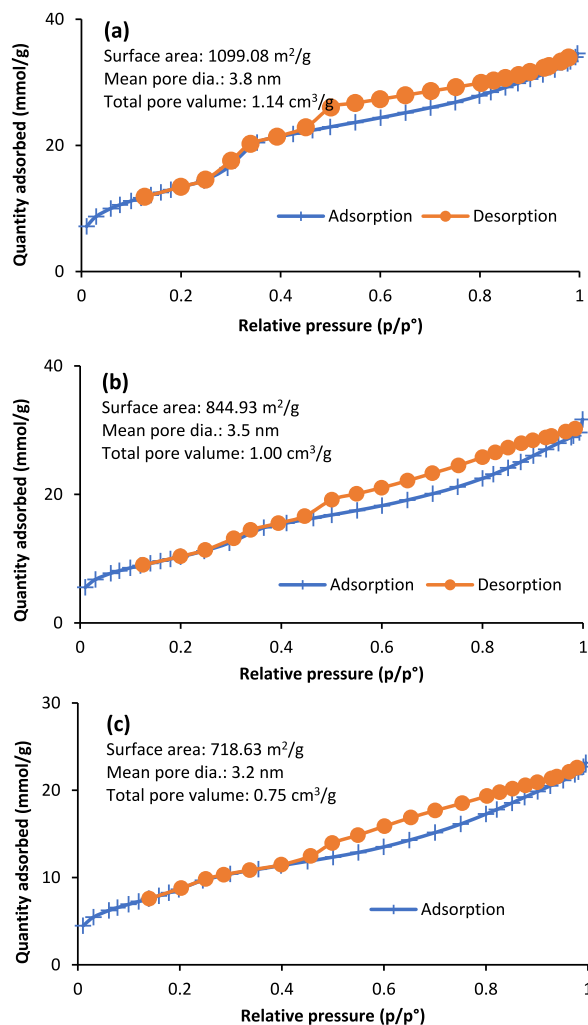 (a)
Surface area: 1099.08 m²/g
Mean pore dia.: 3.8 nm
Total pore valume: 1.14 cm³/g
Quantity adsorbed (mmol/g)
40
20
0
Adsorption Desorption
0 0.2 0.4 0.6 0.8 1
Relative pressure (p/p°)
(b)
Surface area: 844.93 m²/g
Mean pore dia.: 3.5 nm
Total pore valume: 1.00 cm³/g
Quantity adsorbed (mmol/g)
40
20
0
Adsorption Desorption
0 0.2 0.4 0.6 0.8 1
Relative pressure (p/p°)
(c)
Surface area: 718.63 m²/g
Mean pore dia.: 3.2 nm
Total pore valume: 0.75 cm³/g
Quantity adsorbed (mmol/g)
30
20
10
0
Adsorption
0 0.2 0.4 0.6 0.8 1
Relative pressure (p/p°)